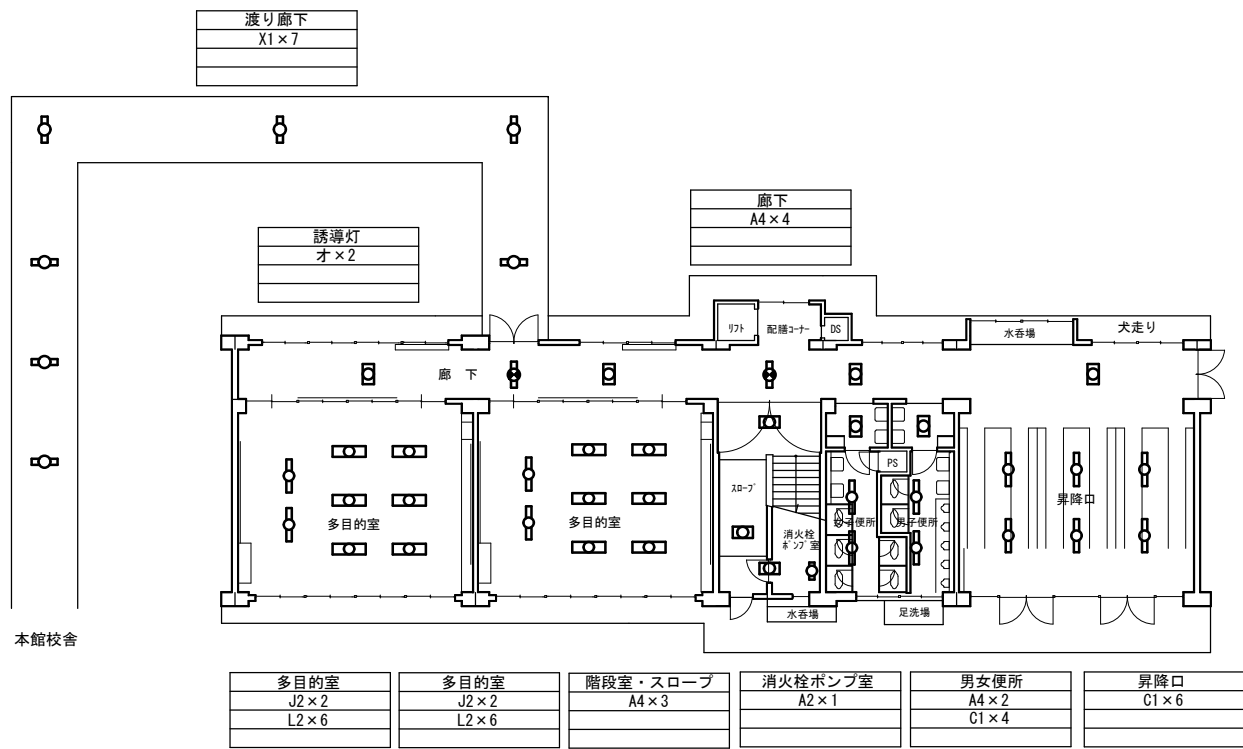 渡り廊下
X1×7
廊下
A4×4
誘導灯
オ×2
ﾘﾌﾄ
配膳ｺｰﾅｰ
DS
水呑場
犬走り
廊 下
PS
ｽﾛｰﾌﾟ
昇降口
多目的室
多目的室
女子便所
男子便所
消火栓
ﾎﾟﾝﾌﾟ室
水呑場
足洗場
本館校舎
多目的室
J2×2
L2×6
多目的室
J2×2
L2×6
階段室・スロープ
A4×3
消火栓ポンプ室
A2×1
男女便所
A4×2
C1×4
昇降口
C1×6